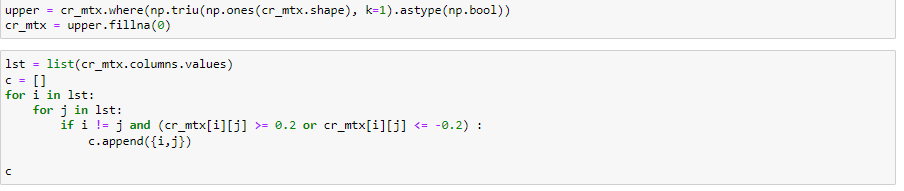 upper = cr_mtx.where(np.triu(np.ones(cr_mtx.shape), k=1).astype(np.bool))
cr_mtx = upper.fillna(0)
lst = list(cr_mtx.columns.values)
c = []
for i in lst:
    for j in lst:
        if i != j and (cr_mtx[i][j] >= 0.2 or cr_mtx[i][j] <= -0.2) :
            c.append({i,j})
c